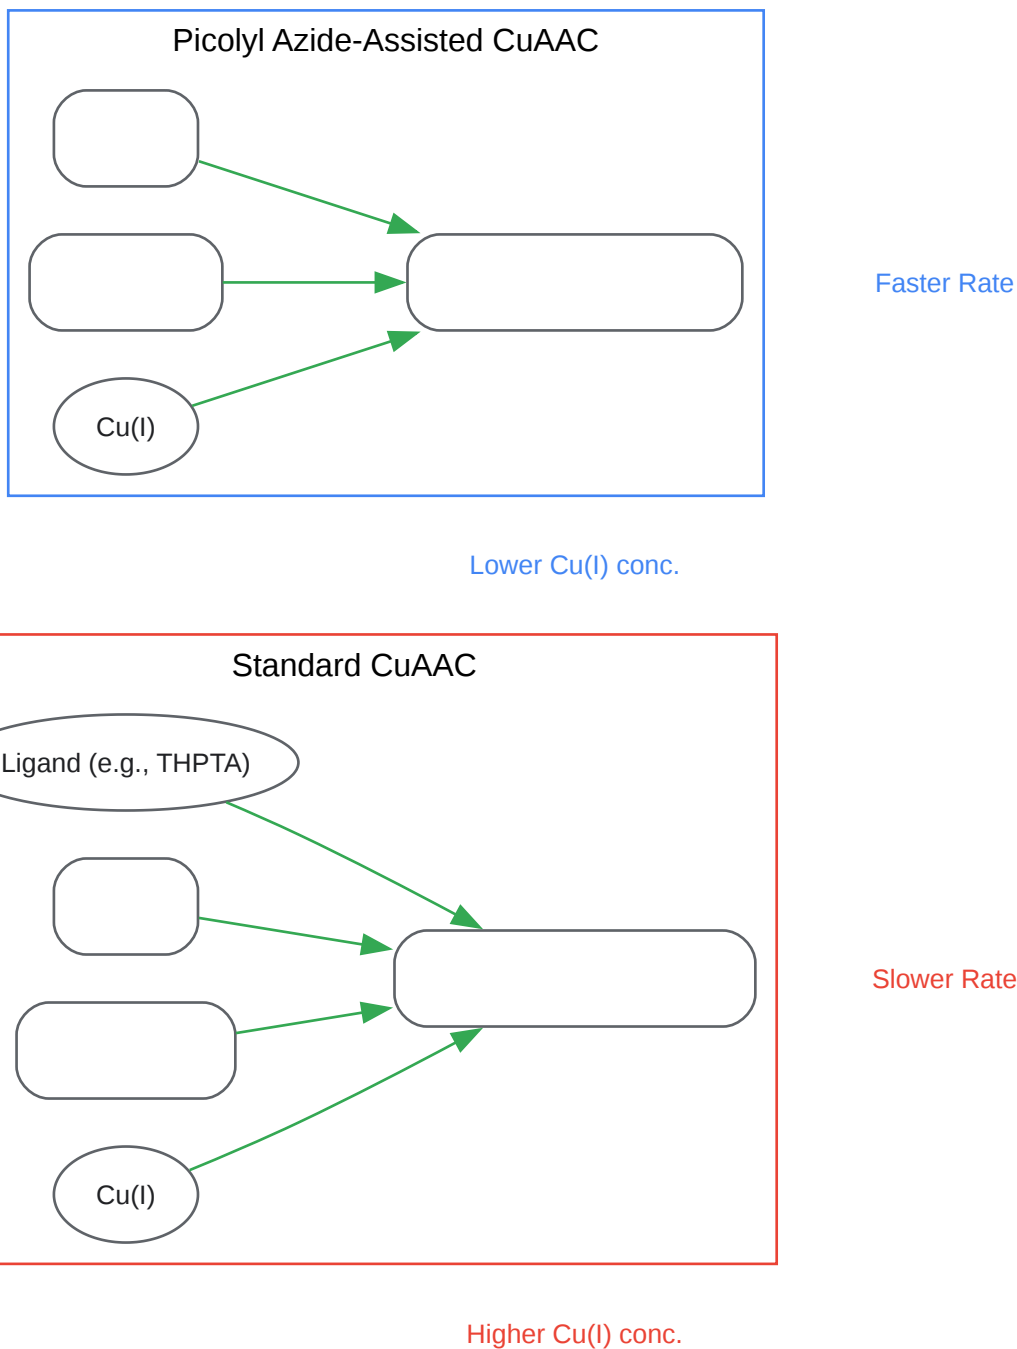 Picolyl Azide-Assisted CuAAC
Faster Rate
Cu(I)
Lower Cu(I) conc.
Standard CuAAC
Ligand (e.g., THPTA)
Slower Rate
Cu(I)
Higher Cu(I) conc.